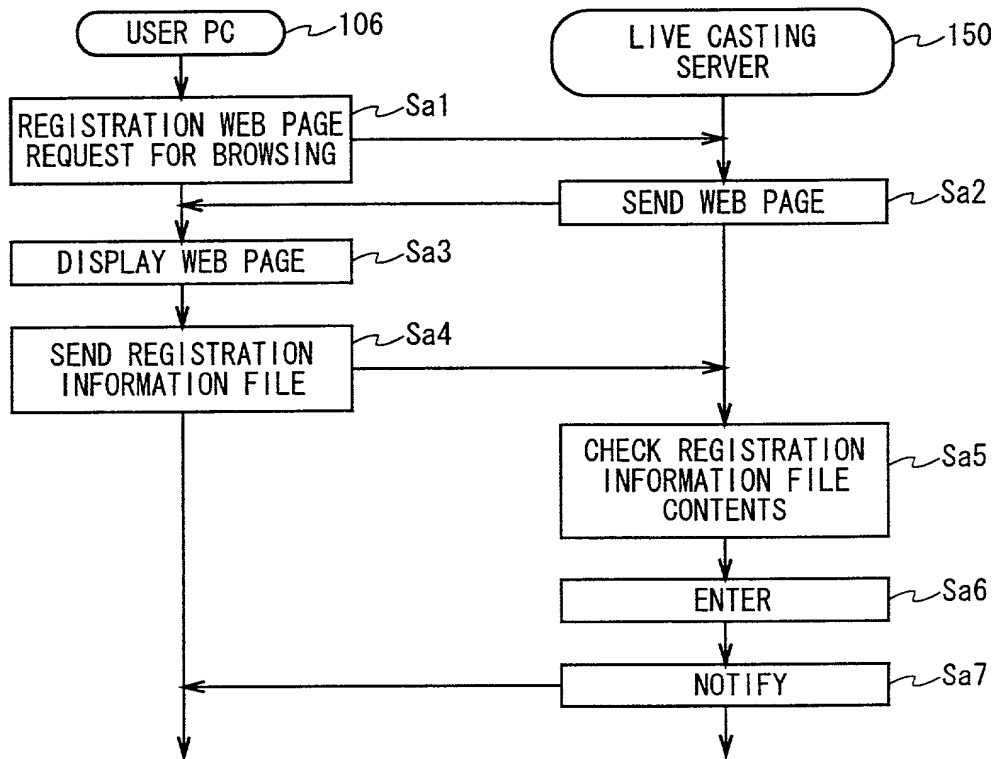 USER PC
106
LIVE CASTING
SERVER
150
REGISTRATION WEB PAGE
REQUEST FOR BROWSING
Sa1
SEND WEB PAGE
Sa2
DISPLAY WEB PAGE
Sa3
SEND REGISTRATION
INFORMATION FILE
Sa4
CHECK REGISTRATION
INFORMATION FILE
CONTENTS
Sa5
ENTER
Sa6
NOTIFY
Sa7